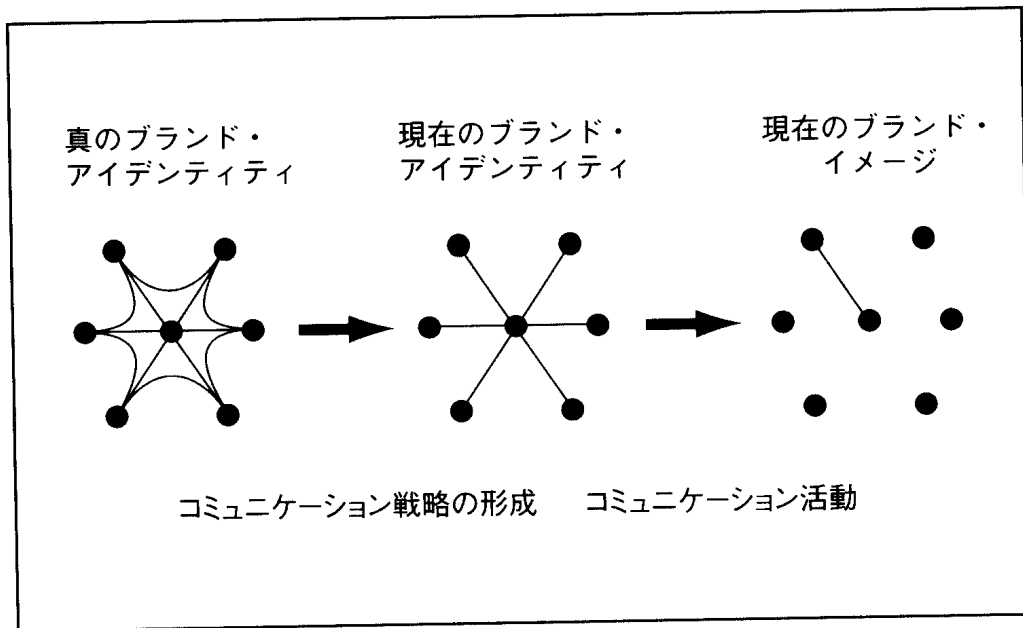 真のブランド・
アイデンティティ
現在のブランド・
アイデンティティ
現在のブランド・
イメージ
コミュニケーション戦略の形成
コミュニケーション活動